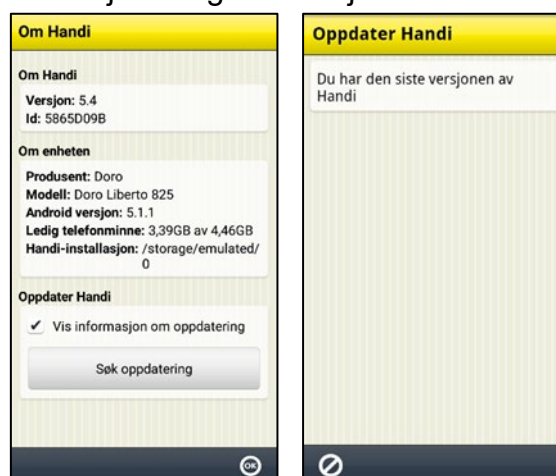 Om Handi
Om Handi
Versjon: 5.4
Id: 5865D09B
Om enheten
Produsent: Doro
Modell: Doro Liberto 825
Android versjon: 5.1.1
Ledig telefonminne: 3,39GB av 4,46GB
Handi-installasjon: /storage/emulated/
0
Oppdater Handi
Vis informasjon om oppdatering
Søk oppdatering
OK
Oppdater Handi
Du har den siste versjonen av
Handi